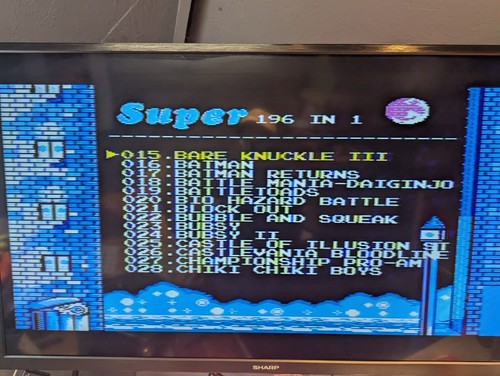 Super 196 IN 1
▶015.BARE KNUCKLE III
016.BATMAN
017.BATMAN RETURNS
018.BATTLE MANIA-DAIGINJO
019.BATTLETOADS
020.BIO HAZARD BATTLE
021.BLOCK OUT
022.BUBBLE AND SQUEAK
023.BUBSY
024.BUBSY II
025.CASTLE OF ILLUSION ST
026.CASTLEVANIA BLOODLINE
027.CHAMPIONSHIP PRO-AM
028.CHIKI CHIKI BOYS
SHARP